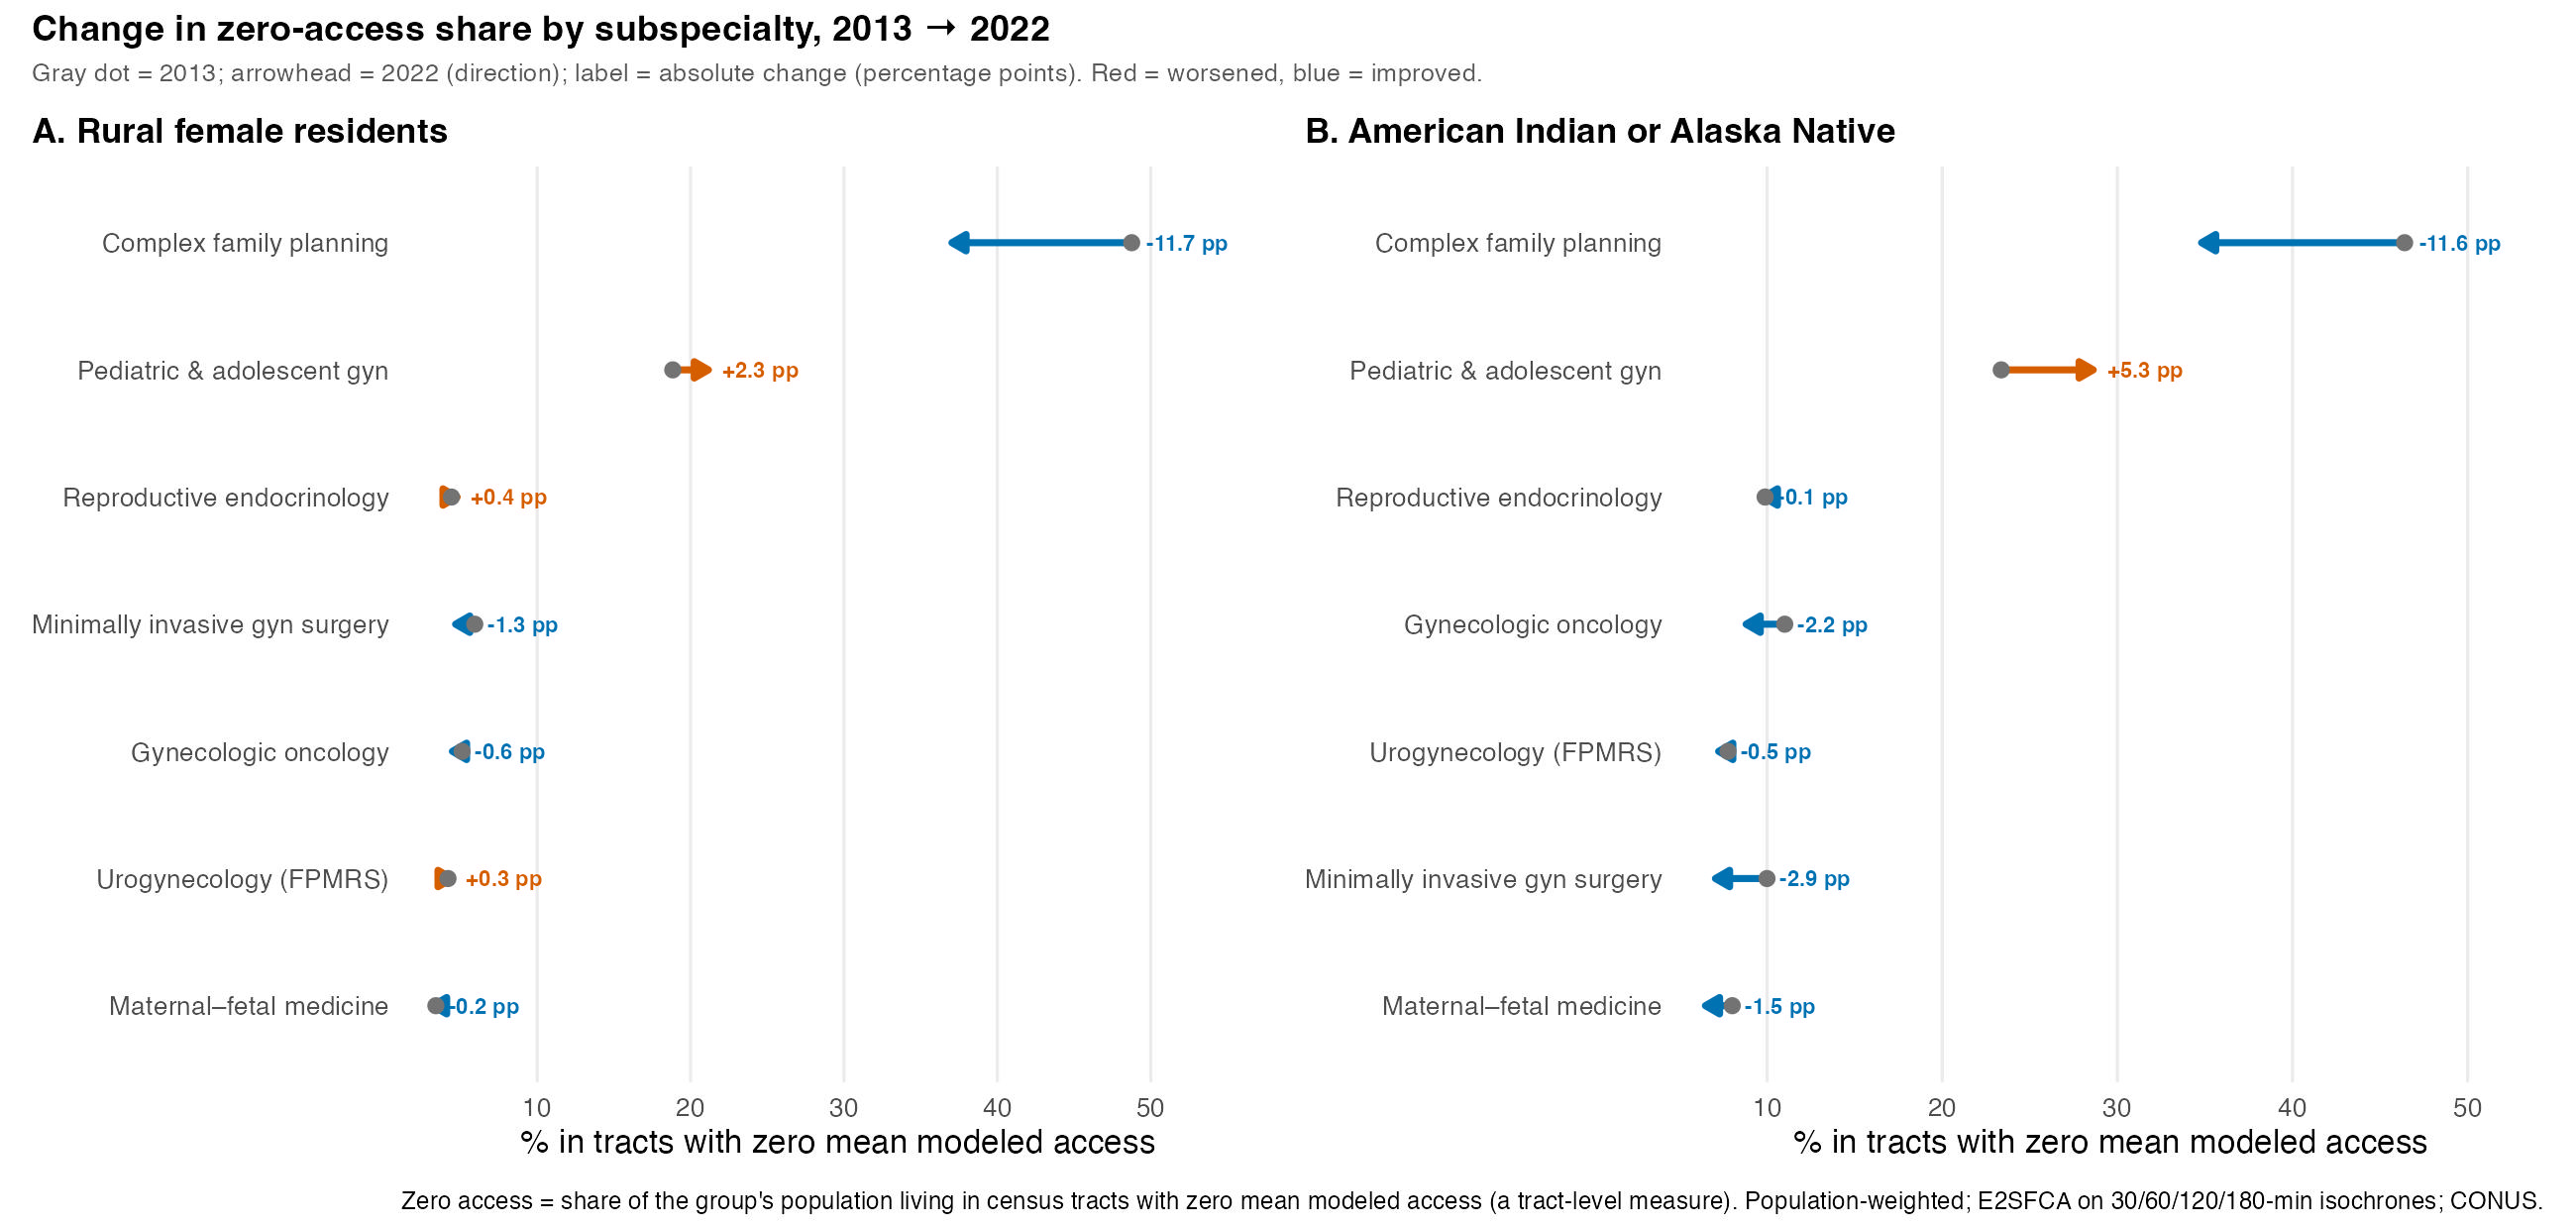 Change in zero-access share by subspecialty, 2013 → 2022
Gray dot = 2013; arrowhead = 2022 (direction); label = absolute change (percentage points). Red = worsened, blue = improved.
A. Rural female residents
Complex family planning
-11.7 pp
Pediatric & adolescent gyn
+2.3 pp
Reproductive endocrinology
+0.4 pp
Minimally invasive gyn surgery
-1.3 pp
Gynecologic oncology
-0.6 pp
Urogynecology (FPMRS)
+0.3 pp
Maternal–fetal medicine
-0.2 pp
10 20 30 40 50
% in tracts with zero mean modeled access
B. American Indian or Alaska Native
Complex family planning
-11.6 pp
Pediatric & adolescent gyn
+5.3 pp
Reproductive endocrinology
-0.1 pp
Gynecologic oncology
-2.2 pp
Urogynecology (FPMRS)
-0.5 pp
Minimally invasive gyn surgery
-2.9 pp
Maternal–fetal medicine
-1.5 pp
10 20 30 40 50
% in tracts with zero mean modeled access
Zero access = share of the group's population living in census tracts with zero mean modeled access (a tract-level measure). Population-weighted; E2SFCA on 30/60/120/180-min isochrones; CONUS.